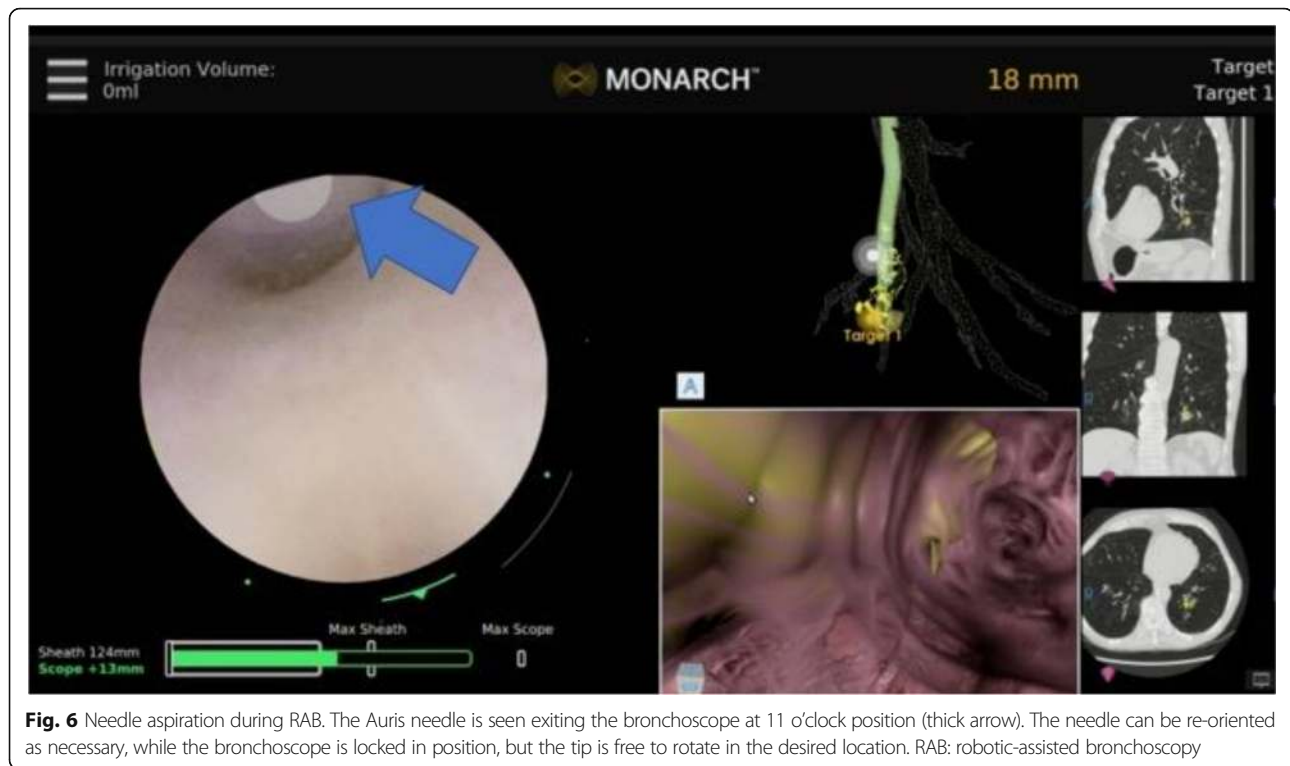 Irrigation Volume:
0ml
MONARCH™
18 mm
Target
Target 1
Target 1
A
Max Sheath
Max Scope
Sheath 124mm
Scope +13mm
Fig. 6 Needle aspiration during RAB. The Auris needle is seen exiting the bronchoscope at 11 o’clock position (thick arrow). The needle can be re-oriented
as necessary, while the bronchoscope is locked in position, but the tip is free to rotate in the desired location. RAB: robotic-assisted bronchoscopy